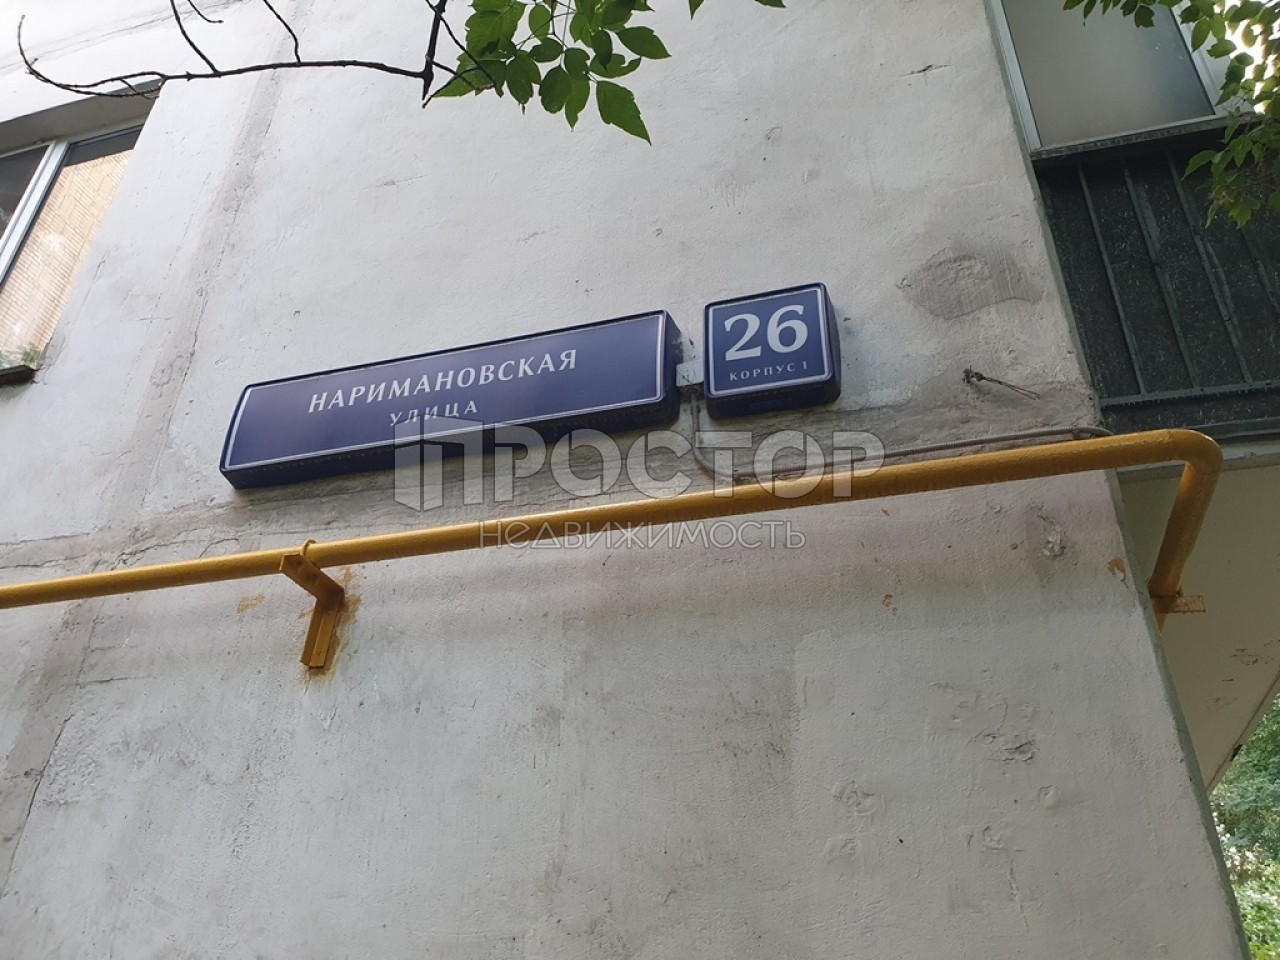 НАРИМАНОВСКАЯ
УЛИЦА
26
КОРПУС 1
ПРОСТОР
НЕДВИЖИМОСТЬ